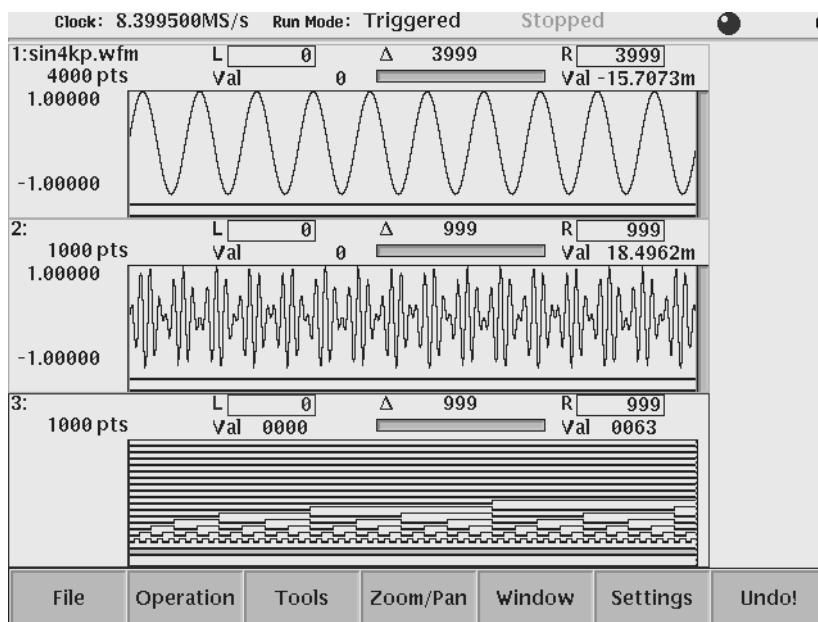 Clock: 8.399500MS/s Run Mode: Triggered Stopped
1:sin4kp.wfm L 0 Δ 3999 R 3999
4000 pts Val 0 Val -15.7073m
1.00000
-1.00000
2: L 0 Δ 999 R 999
1000 pts Val 0 Val 18.4962m
1.00000
-1.00000
3: L 0 Δ 999 R 999
1000 pts Val 0000 Val 0063
File Operation Tools Zoom/Pan Window Settings Undo!